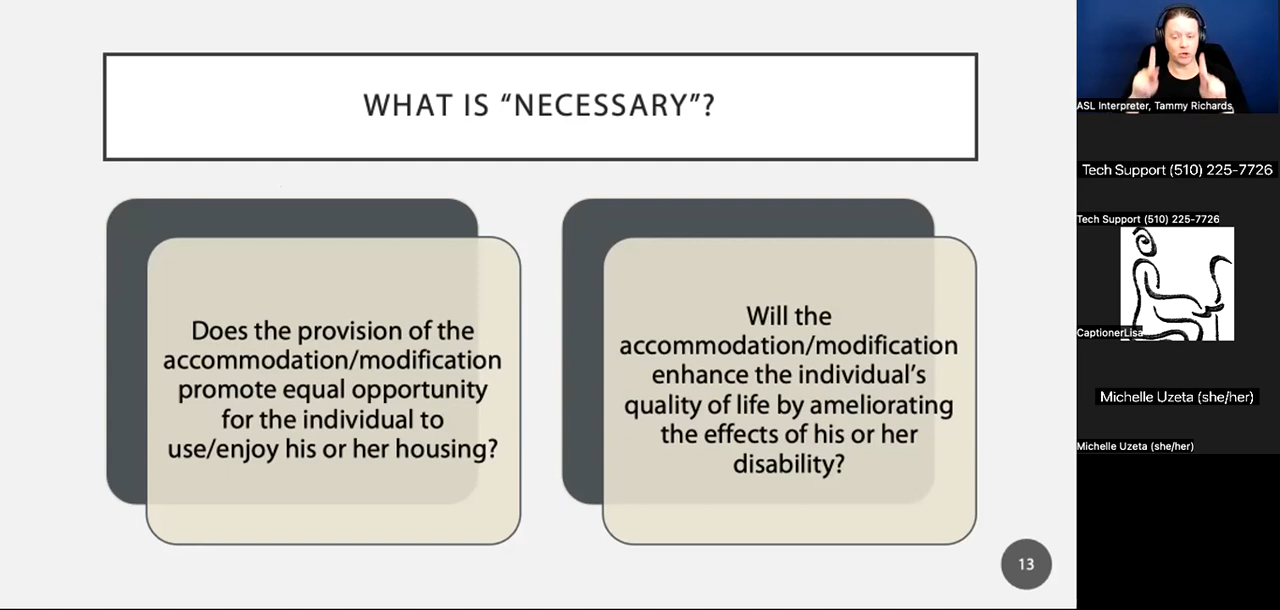 WHAT IS “NECESSARY”?
Does the provision of the
accommodation/modification
promote equal opportunity
for the individual to
use/enjoy his or her housing?
Will the
accommodation/modification
enhance the individual’s
quality of life by ameliorating
the effects of his or her
disability?
13
ASL Interpreter, Tammy Richards
Tech Support (510) 225-7726
Tech Support (510) 225-7726
CaptionerLisa
Michelle Uzeta (she/her)
Michelle Uzeta (she/her)